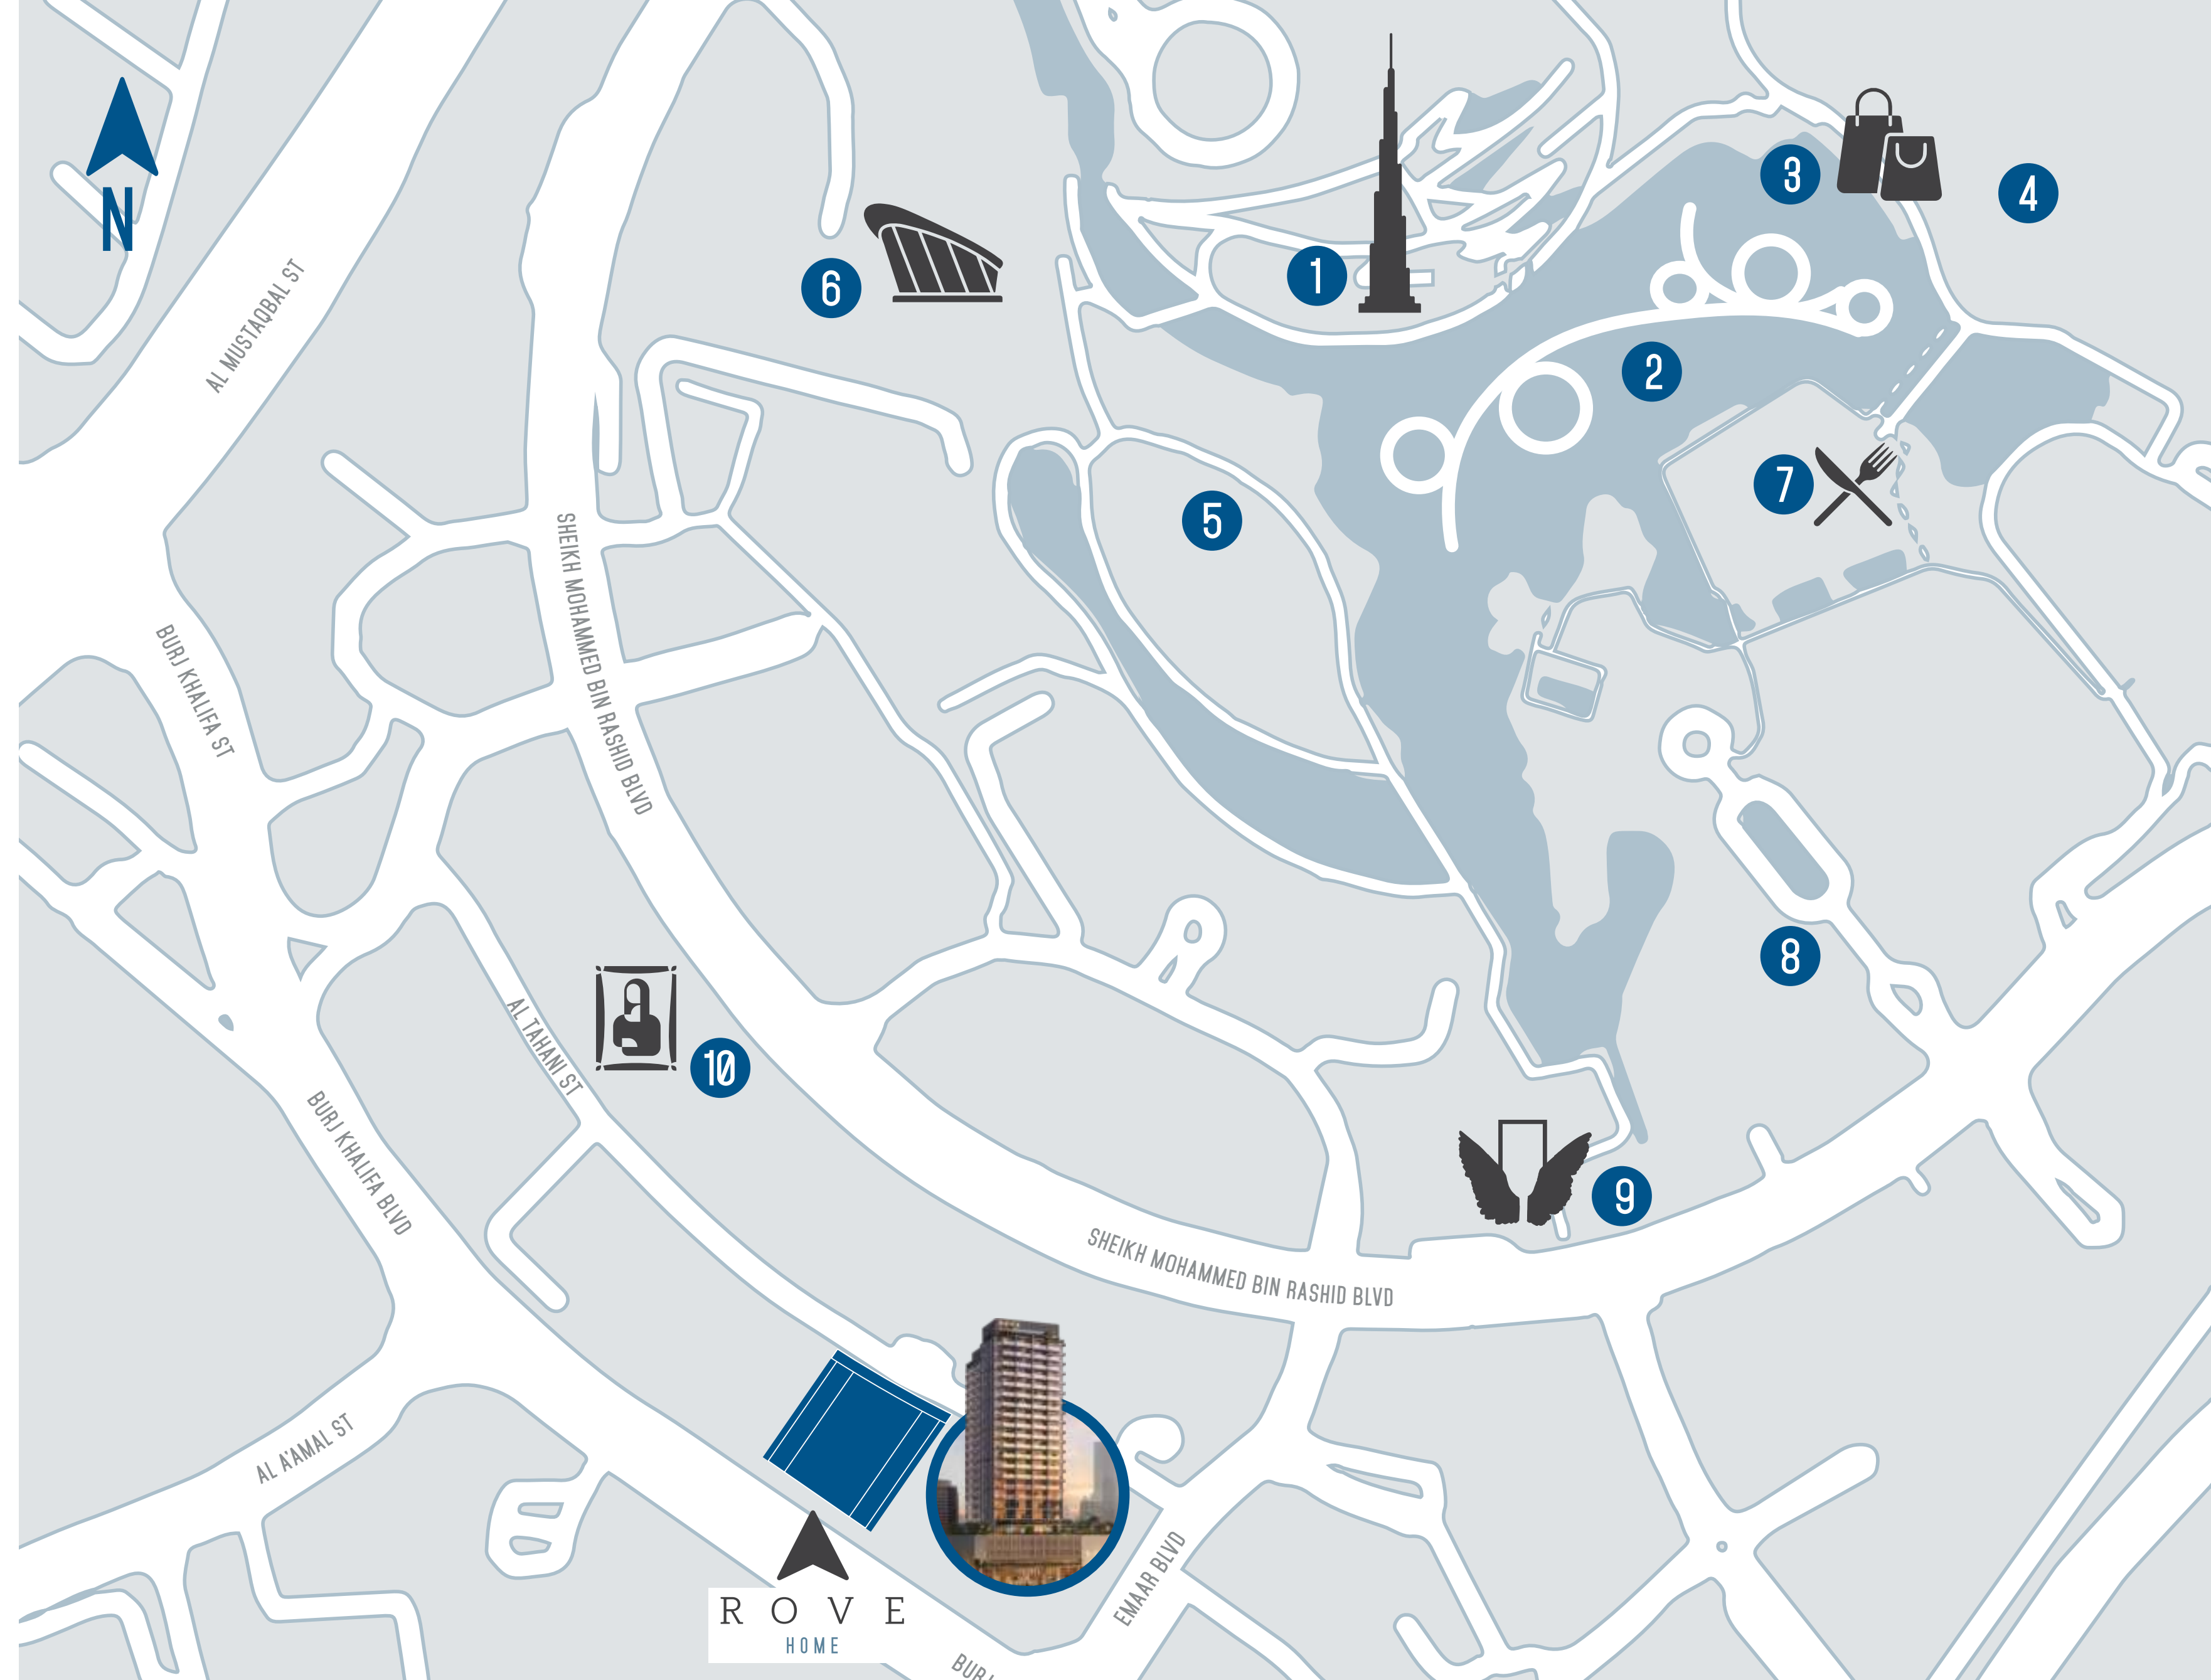 N
AL MUSTAQBAL ST
BURJ KHALIFA ST
SHEIKH MOHAMMED BIN RASHID BLVD
1
2
3
4
5
6
7
8
9
10
AL TAHANI ST
BURJ KHALIFA BLVD
SHEIKH MOHAMMED BIN RASHID BLVD
AL A'AMAL ST
EMAAR BLVD
ROVE
HOME